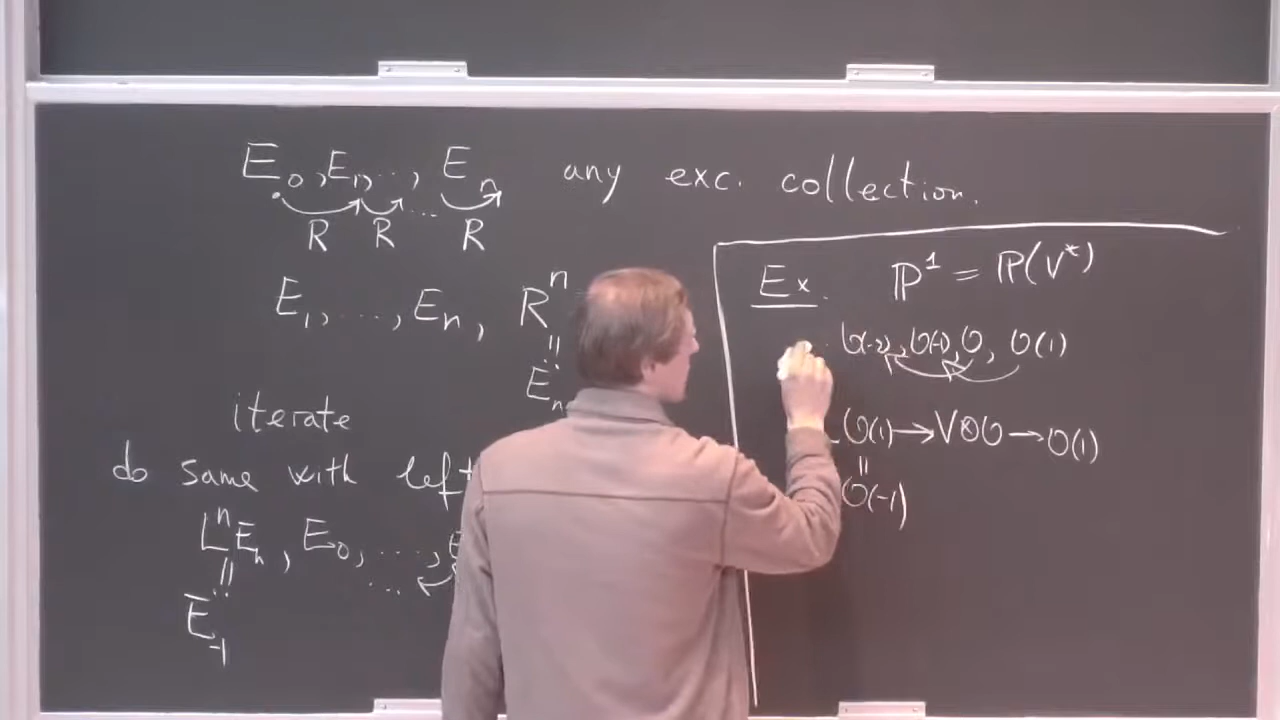 E₀, E₁, ..., Eₙ any exc. collection.
R R ... R
E₁, ..., Eₙ, Rⁿ
=
Eₙ
iterate
do same with left
LⁿEₙ, E₀, ...,
=
E₋₁
Ex. ℙ¹ = ℙ(V*)
O(-2), O(-1), O, O(1)
O(1) → V⊗O → O(1)
=
O(-1)